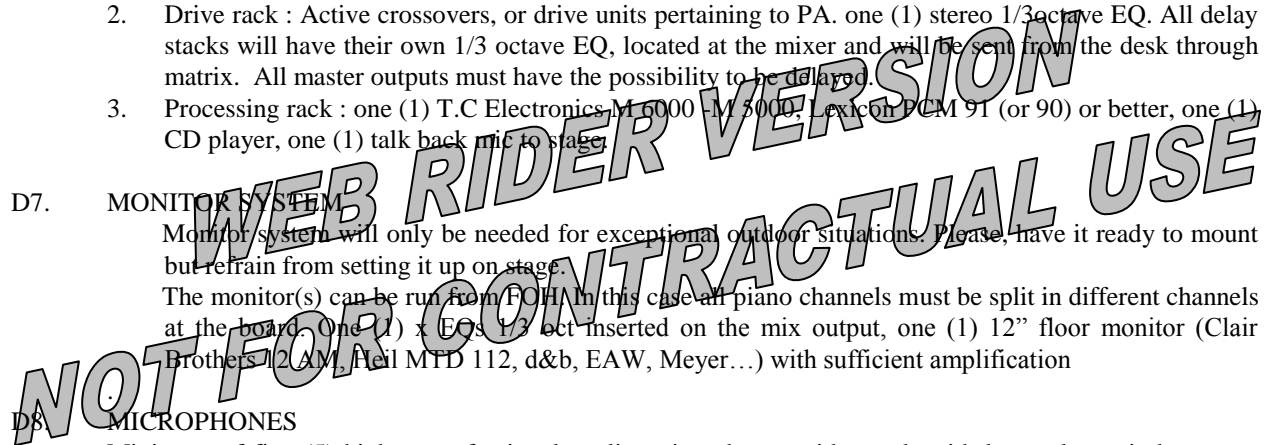 2. Drive rack : Active crossovers, or drive units pertaining to PA. one (1) stereo 1/3octave EQ. All delay
stacks will have their own 1/3 octave EQ, located at the mixer and will be sent from the desk through
matrix. All master outputs must have the possibility to be delayed.
3. Processing rack : one (1) T.C Electronics M 6000 -M 5000, Lexicon PCM 91 (or 90) or better, one (1)
CD player, one (1) talk back mic to stage.
D7. MONITOR SYSTEM
Monitor system will only be needed for exceptional outdoor situations. Please, have it ready to mount
but refrain from setting it up on stage.
The monitor(s) can be run from FOH. In this case all piano channels must be split in different channels
at the board. One (1) x EQs 1/3 oct inserted on the mix output, one (1) 12” floor monitor (Clair
Brothers 12 AM, Heil MTD 112, d&b, EAW, Meyer…) with sufficient amplification
.
D8. MICROPHONES
WEB RIDER VERSION
NOT FOR CONTRACTUAL USE